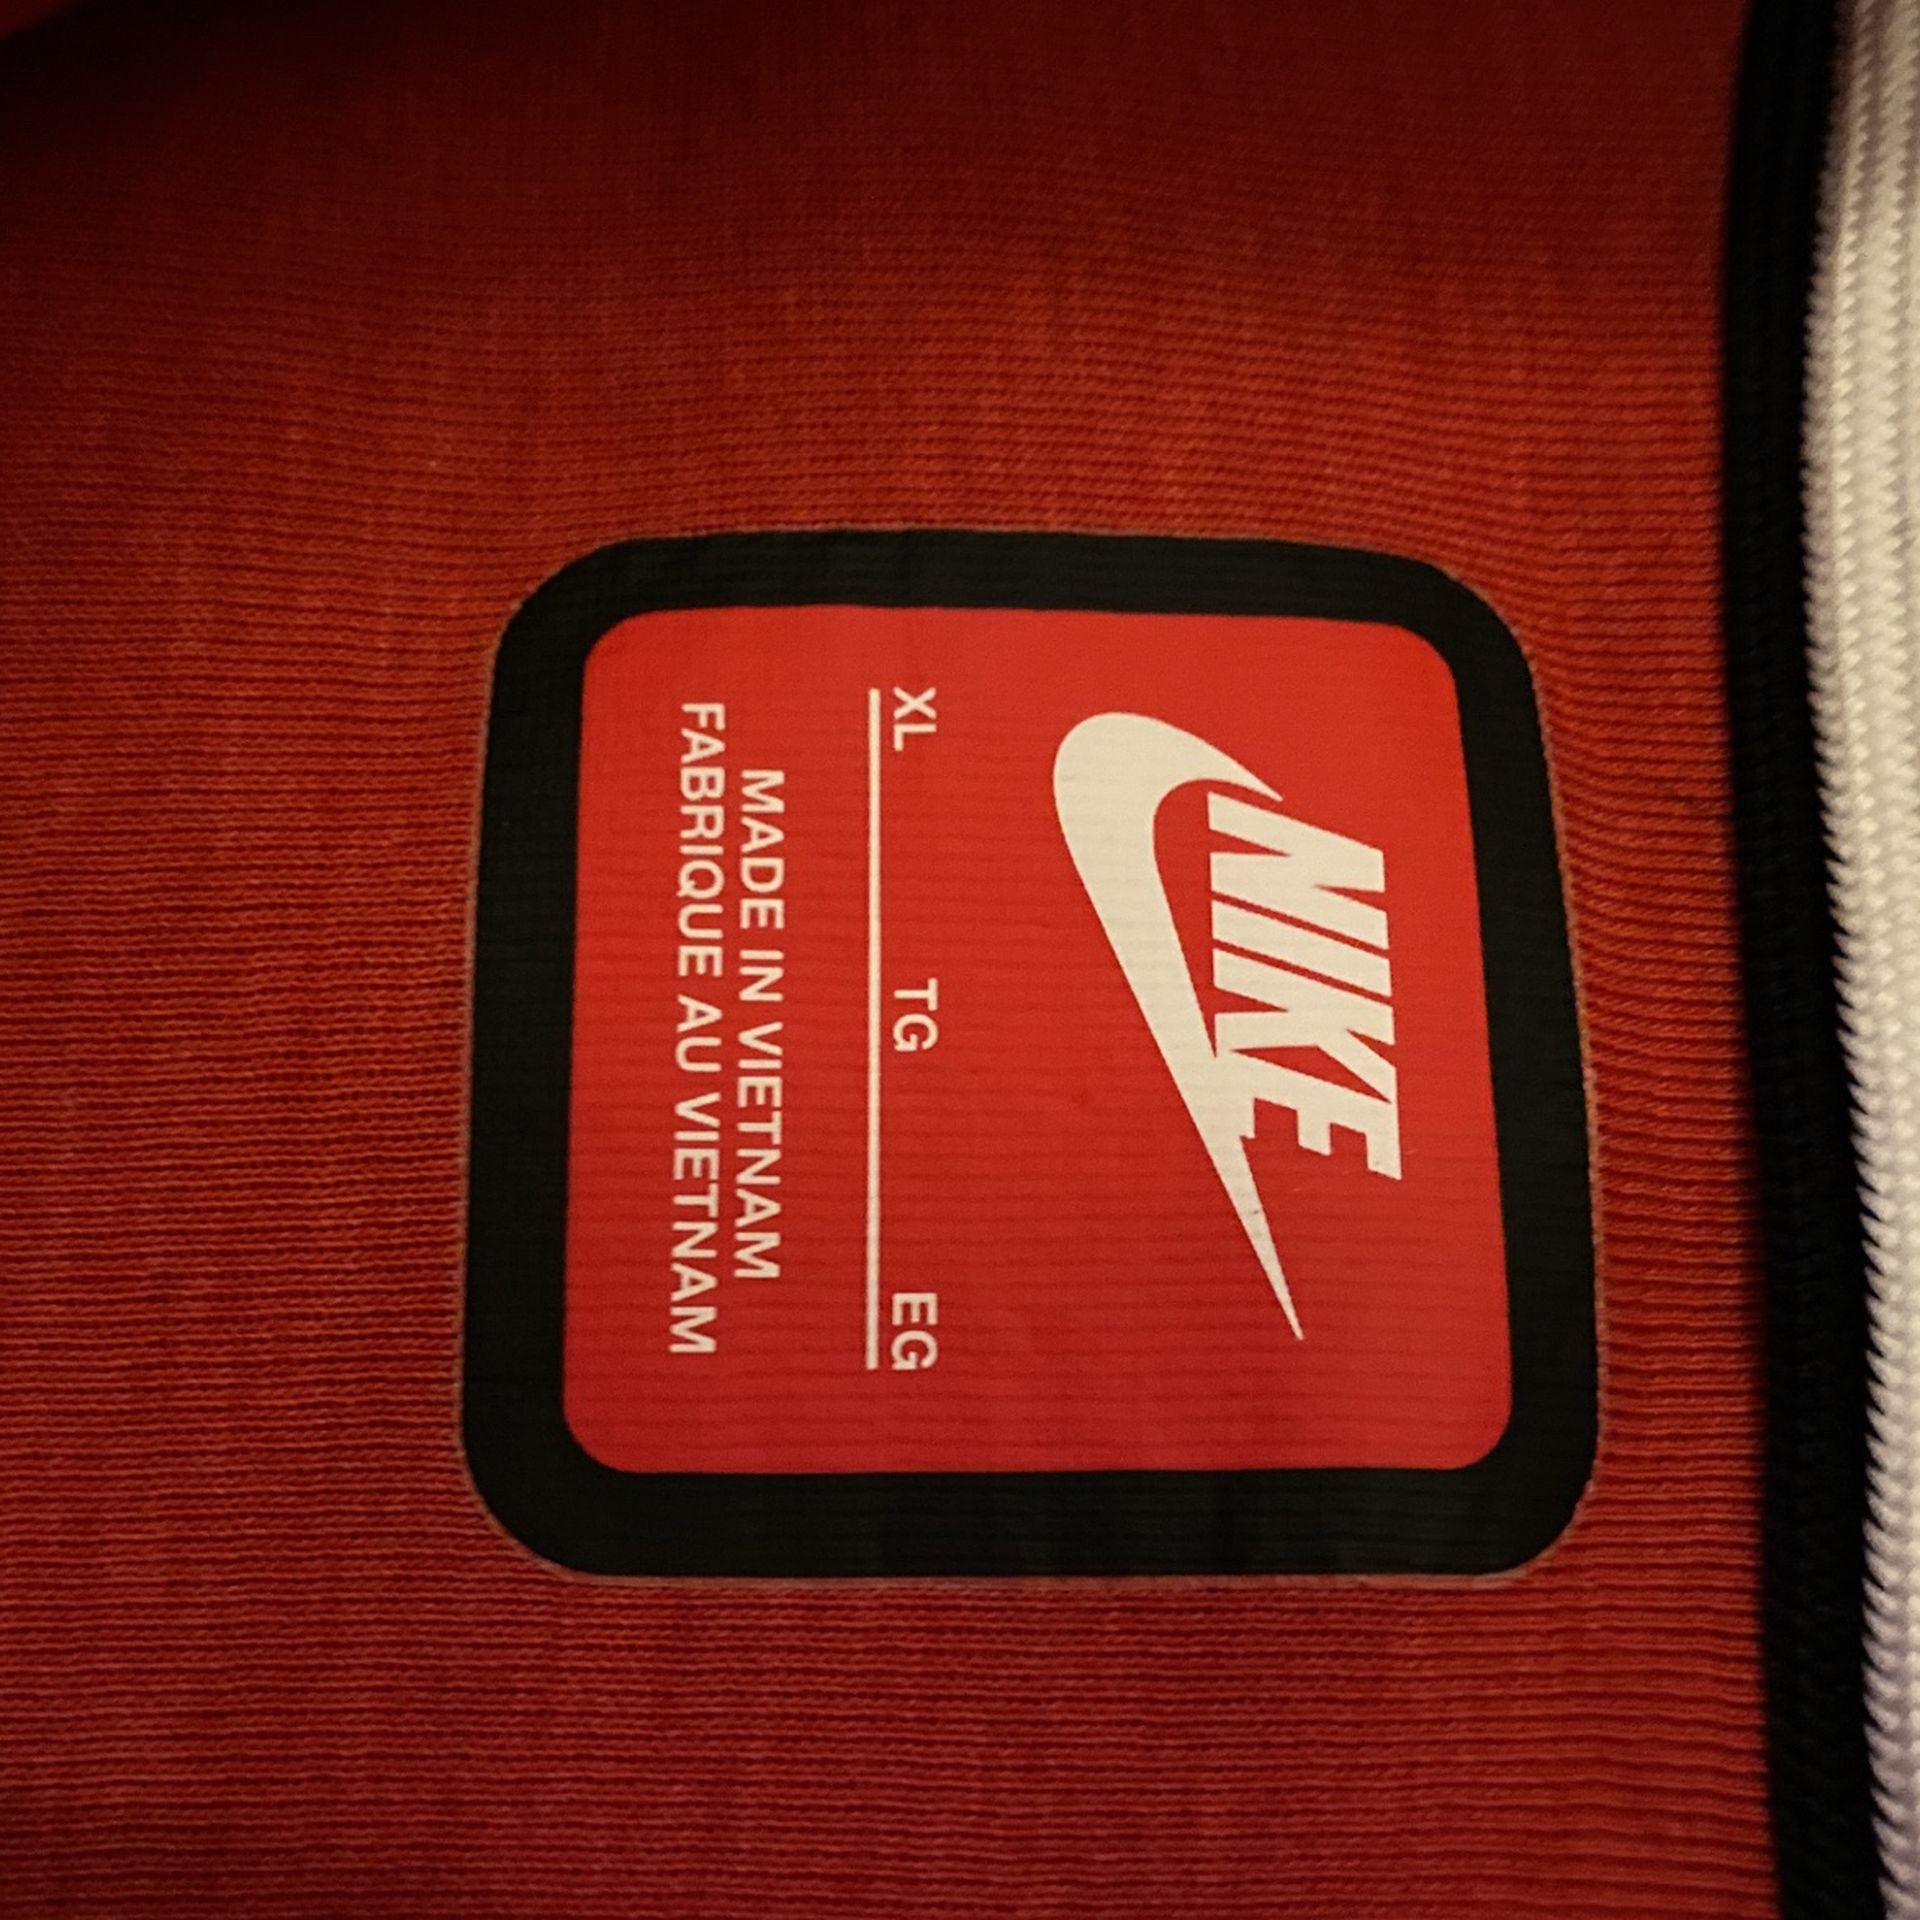 NIKE
XL TG EG
MADE IN VIETNAM
FABRIQUE AU VIETNAM